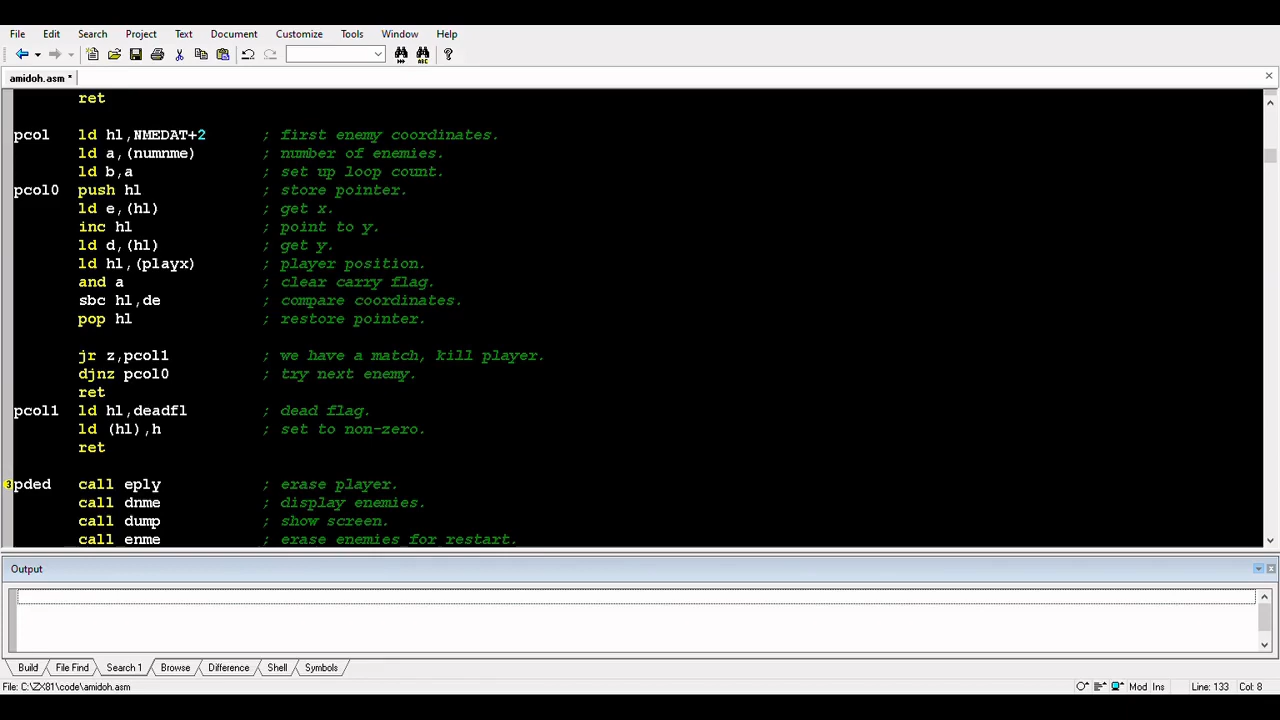 File Edit Search Project Text Document Customize Tools Window Help
amidoh.asm *
ret
pcol ld hl,NMEDAT+2 ; first enemy coordinates.
ld a,(numnme) ; number of enemies.
ld b,a ; set up loop count.
pcol0 push hl ; store pointer.
ld e,(hl) ; get x.
inc hl ; point to y.
ld d,(hl) ; get y.
ld hl,(playx) ; player position.
and a ; clear carry flag.
sbc hl,de ; compare coordinates.
pop hl ; restore pointer.
jr z,pcol1 ; we have a match, kill player.
djnz pcol0 ; try next enemy.
ret
pcol1 ld hl,deadfl ; dead flag.
ld (hl),h ; set to non-zero.
ret
3 pded call eply ; erase player.
call dnme ; display enemies.
call dump ; show screen.
call enme ; erase enemies for restart.
Output
Build File Find Search 1 Browse Difference Shell Symbols
File: C:\ZX81\code\amidoh.asm Mod Ins Line: 133 Col: 8